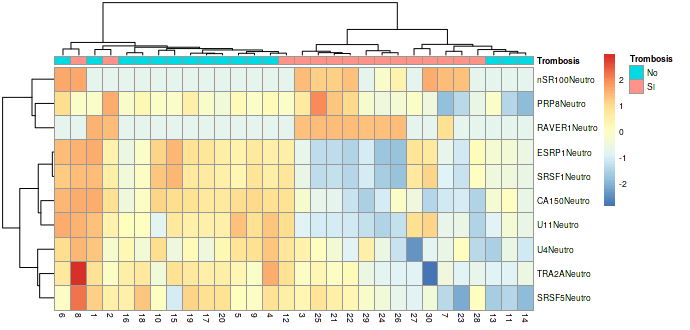 Trombosis
Trombosis
No
SI
2
1
0
-1
-2
nSR100Neutro
PRP8Neutro
RAVER1Neutro
ESRP1Neutro
SRSF1Neutro
CA150Neutro
U11Neutro
U4Neutro
TRA2ANeutro
SRSF5Neutro
6 8 1 2 16 18 10 15 19 17 20 5 9 4 12 3 25 21 22 29 24 26 27 30 7 23 28 13 11 14